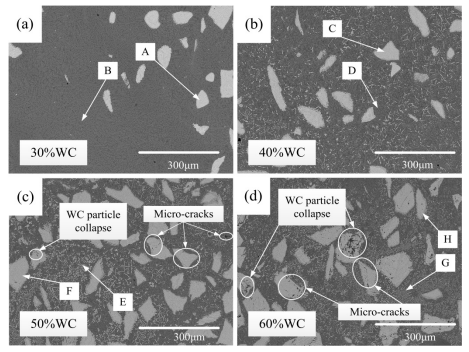 (a)
A
B
30%WC
300μm
(b)
C
D
40%WC
300μm
(c)
WC particle
collapse
Micro-cracks
F
E
50%WC
300μm
(d)
WC particle
collapse
H
G
Micro-cracks
60%WC
300μm